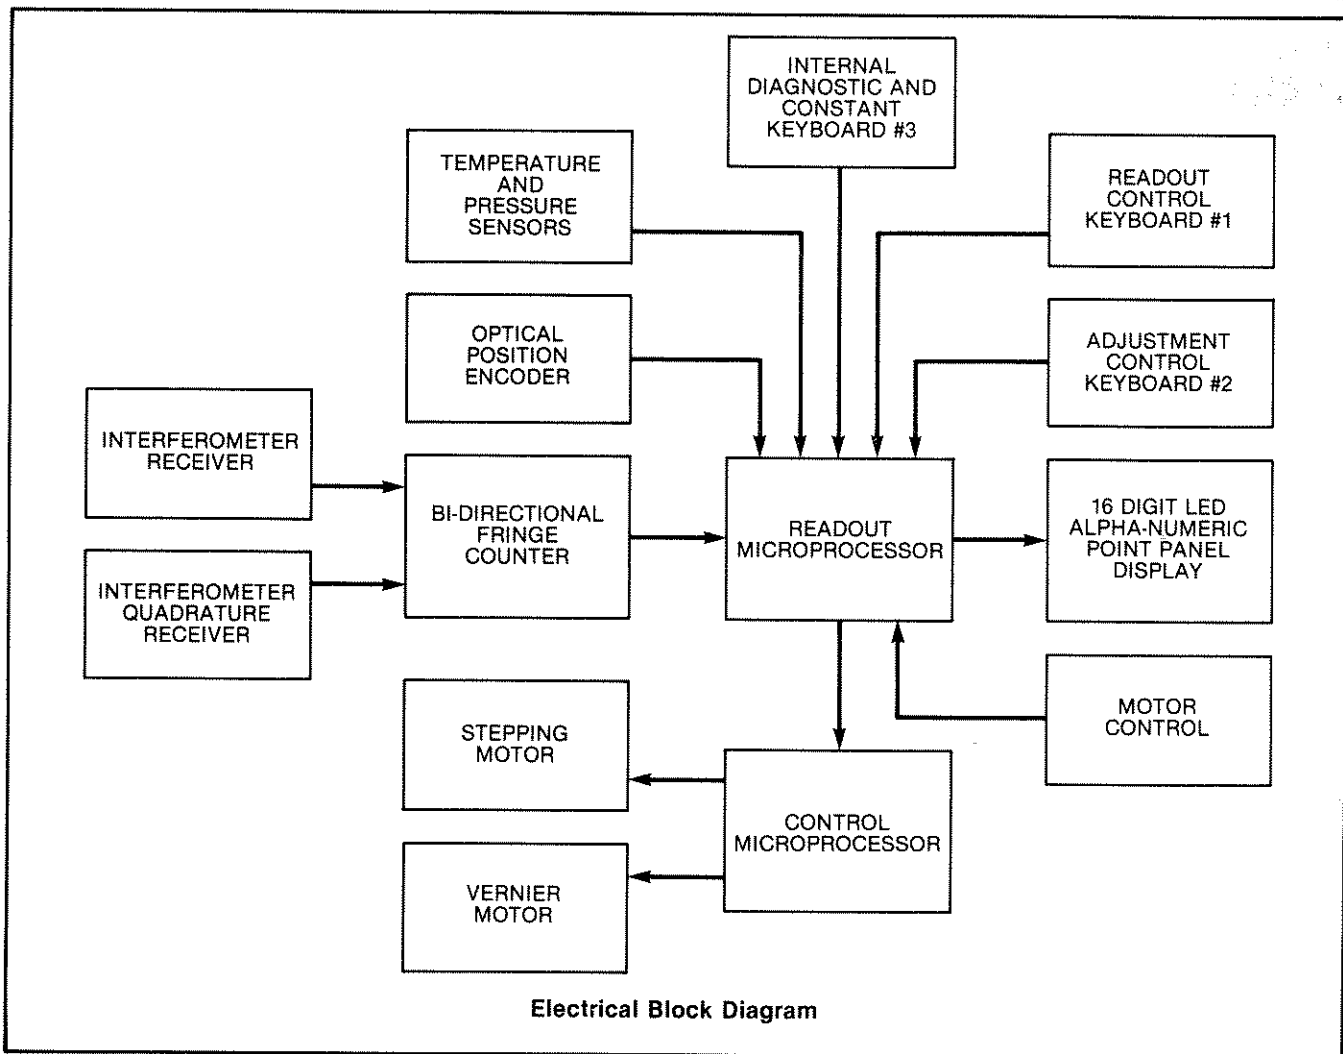 INTERNAL
DIAGNOSTIC AND
CONSTANT
KEYBOARD #3
TEMPERATURE
AND
PRESSURE
SENSORS
READOUT
CONTROL
KEYBOARD #1
OPTICAL
POSITION
ENCODER
ADJUSTMENT
CONTROL
KEYBOARD #2
INTERFEROMETER
RECEIVER
BI-DIRECTIONAL
FRINGE
COUNTER
READOUT
MICROPROCESSOR
16 DIGIT LED
ALPHA-NUMERIC
POINT PANEL
DISPLAY
INTERFEROMETER
QUADRATURE
RECEIVER
STEPPING
MOTOR
MOTOR
CONTROL
CONTROL
MICROPROCESSOR
VERNIER
MOTOR
Electrical Block Diagram